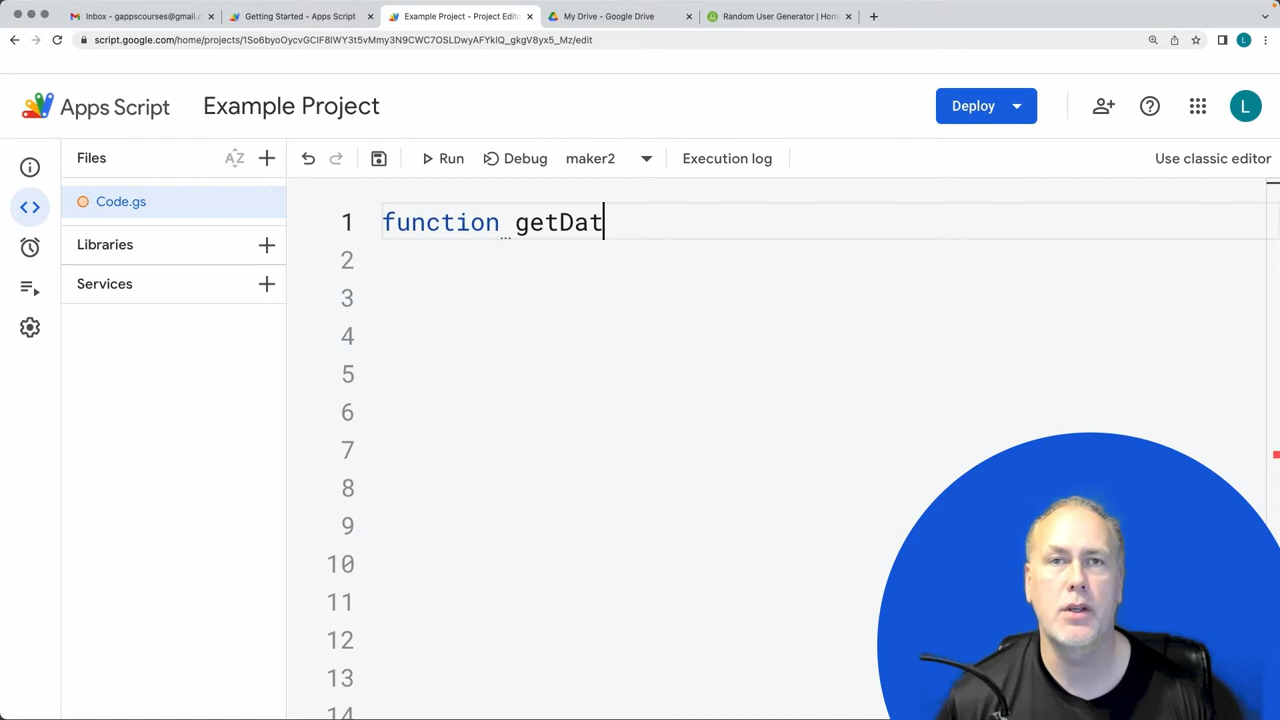 Inbox - gappscourses@gmail.c
Getting Started - Apps Script
Example Project - Project Edito
My Drive - Google Drive
Random User Generator | Hom
script.google.com/home/projects/1So6byoOycvGCIF8lWY3t5vMmy3N9CWC7OSLDwyAFYkIQ_gkgV8yx5_Mz/edit
L
Apps Script
Example Project
Deploy
L
Files
AZ
Run
Debug
maker2
Execution log
Use classic editor
Code.gs
Libraries
Services
1 function getDat
2
3
4
5
6
7
8
9
10
11
12
13
14